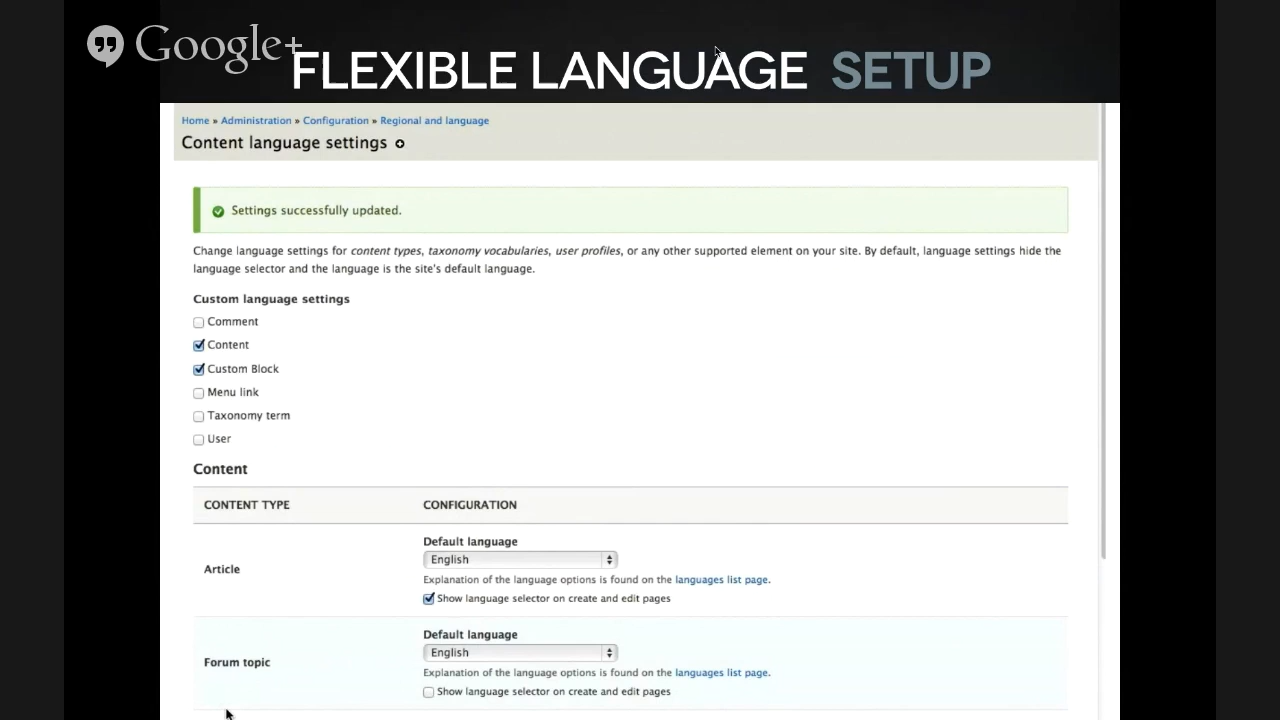 Google+
FLEXIBLE LANGUAGE SETUP
Home » Administration » Configuration » Regional and language
Content language settings
Settings successfully updated.
Change language settings for content types, taxonomy vocabularies, user profiles, or any other supported element on your site. By default, language settings hide the
language selector and the language is the site's default language.
Custom language settings
Comment
Content
Custom Block
Menu link
Taxonomy term
User
Content
CONTENT TYPE CONFIGURATION
Default language
English
Article
Explanation of the language options is found on the languages list page.
Show language selector on create and edit pages
Default language
English
Forum topic
Explanation of the language options is found on the languages list page.
Show language selector on create and edit pages